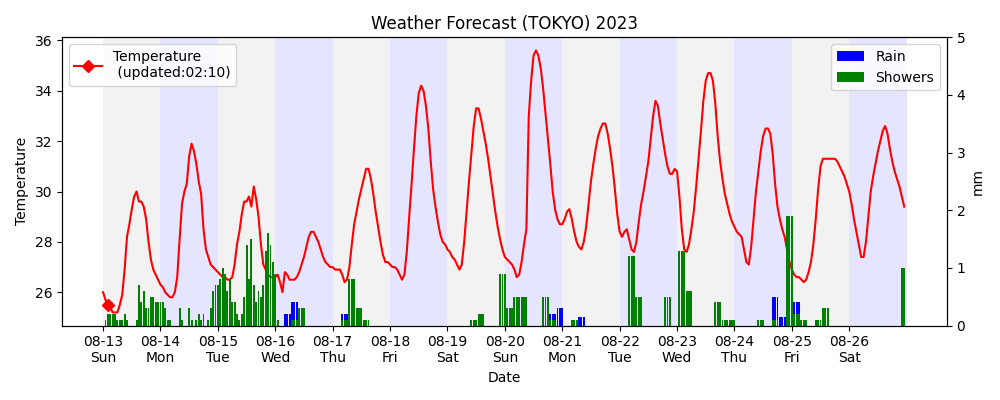 Weather Forecast (TOKYO) 2023
Temperature
(updated:02:10)
Rain
Showers
Temperature
36
34
32
30
28
26
mm
5
4
3
2
1
0
08-13 08-14 08-15 08-16 08-17 08-18 08-19 08-20 08-21 08-22 08-23 08-24 08-25 08-26
Sun Mon Tue Wed Thu Fri Sat Sun Mon Tue Wed Thu Fri Sat
Date